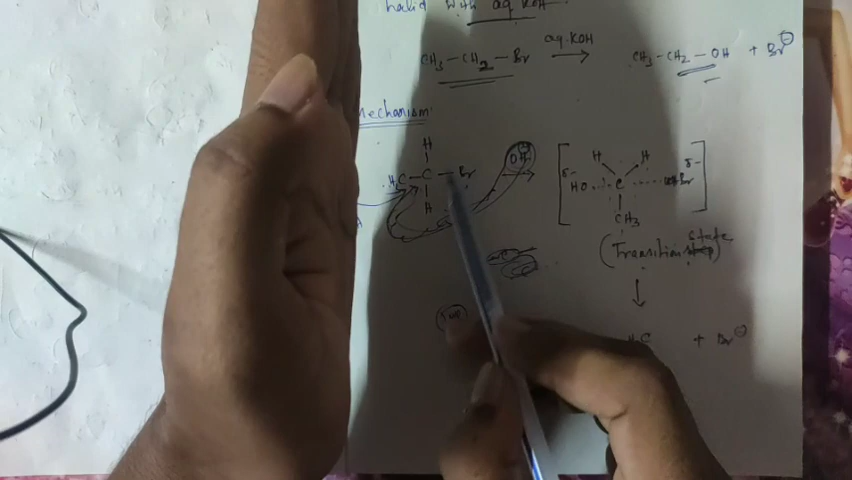 halid with aq KOH.
CH₃-CH₂-Br aq.KOH → CH₃-CH₂-OH + Br⊖
Mechanism:
H
H₃C-C-Br OH⊖ → [ δ- HO....C....Br δ- ]
H H
H
CH₃
(Transition state)
↓
H₃C + Br⊖